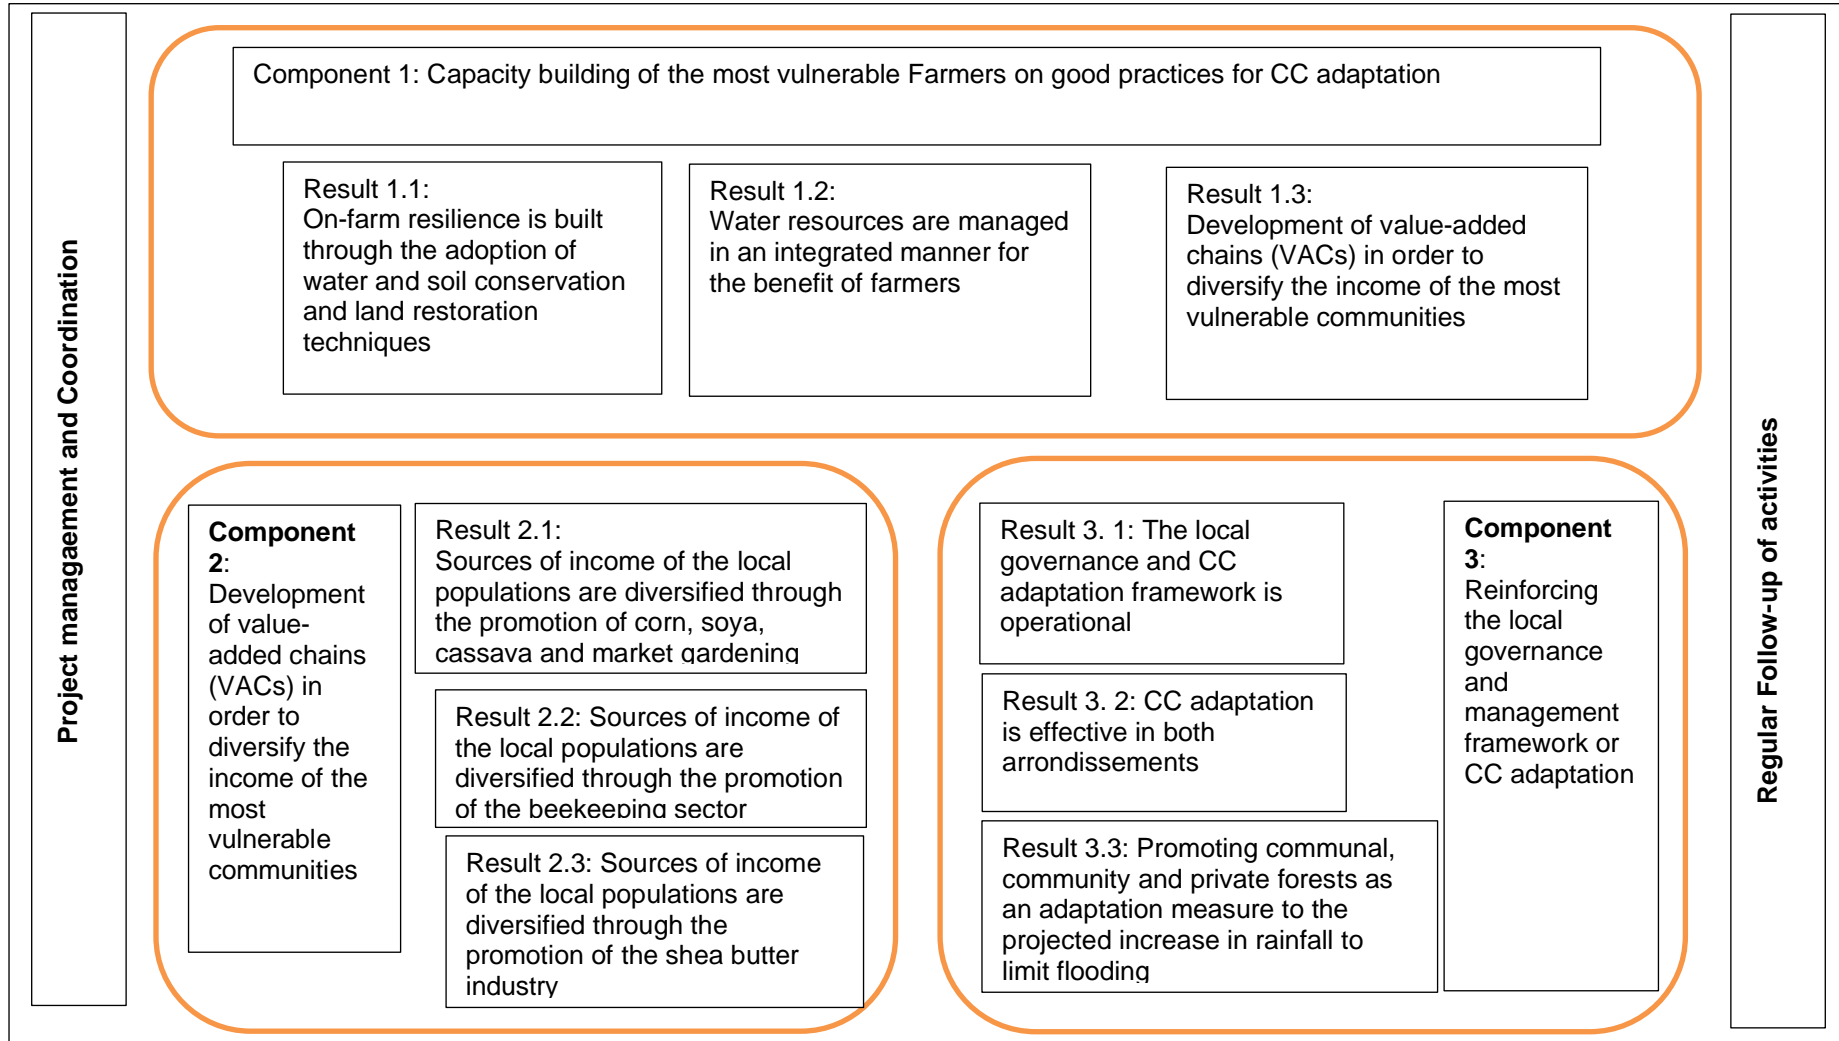 Project managaement and Coordination
Component 1: Capacity building of the most vulnerable Farmers on good practices for CC adaptation
Result 1.1:
On-farm resilience is built
through the adoption of
water and soil conservation
and land restoration
techniques
Result 1.2:
Water resources are managed
in an integrated manner for
the benefit of farmers
Result 1.3:
Development of value-added
chains (VACs) in order to
diversify the income of the most
vulnerable communities
Component
2:
Development
of value-
added chains
(VACs) in
order to
diversify the
income of the
most
vulnerable
communities
Result 2.1:
Sources of income of the local
populations are diversified through
the promotion of corn, soya,
cassava and market gardening
Result 2.2: Sources of income of
the local populations are
diversified through the promotion
of the beekeeping sector
Result 2.3: Sources of income
of the local populations are
diversified through the
promotion of the shea butter
industry
Result 3. 1: The local
governance and CC
adaptation framework is
operational
Result 3. 2: CC adaptation
is effective in both
arrondissements
Result 3.3: Promoting communal,
community and private forests as
an adaptation measure to the
projected increase in rainfall to
limit flooding
Component
3:
Reinforcing
the local
governance
and
management
framework or
CC adaptation
Regular Follow-up of activities